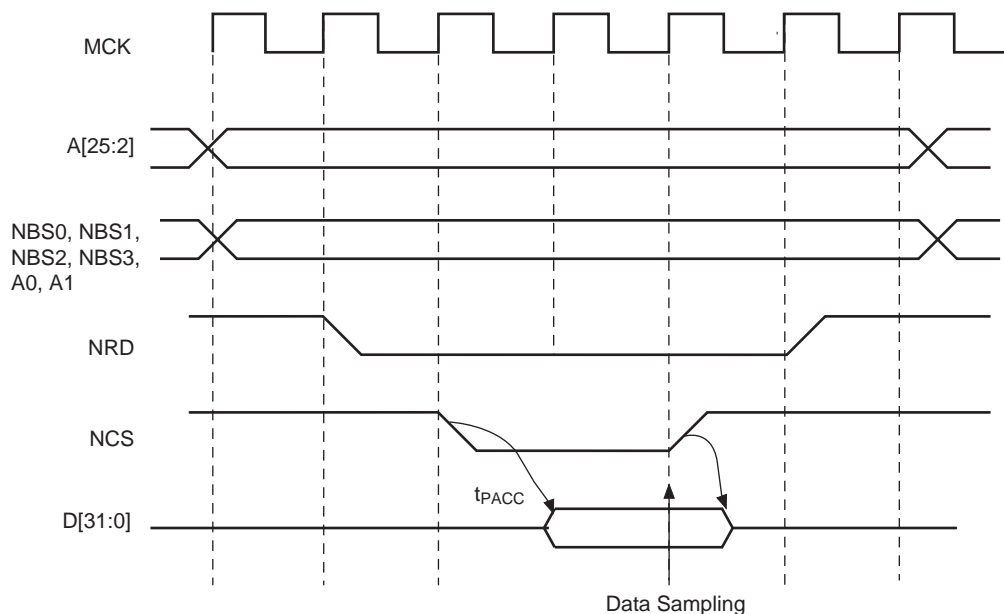 MCK
A[25:2]
NBS0, NBS1,
NBS2, NBS3,
A0, A1
NRD
NCS
tPACC
D[31:0]
Data Sampling